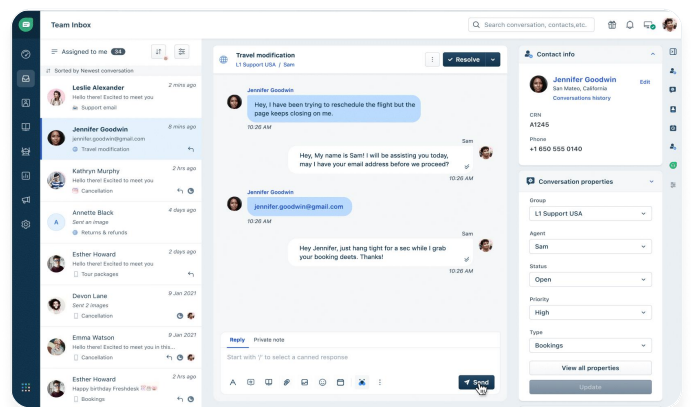 Team Inbox
Search conversation, contacts,etc.
Assigned to me 34
Sorted by Newest conversation
Leslie Alexander
2 mins ago
Hello there! Excited to meet you
Support email
Jennifer Goodwin
8 mins ago
jennifer.goodwin@gmail.com
Travel modification
Kathryn Murphy
2 hrs ago
Hello there! Excited to meet you
Cancellation
Annette Black
4 days ago
Sent an image
A
Returns & refunds
Esther Howard
2 days ago
Hello there! Excited to meet you
Tour packages
Devon Lane
9 Jan 2021
Sent 2 images
Cancellation
Emma Watson
9 Jan 2021
Hello there! Excited to meet you in this...
Cancellation
Esther Howard
2 hrs ago
Happy birthday Freshdesk
Bookings
Travel modification
L1 Support USA / Sam
Resolve
Jennifer Goodwin
Hey, I have been trying to reschedule the flight but the
page keeps closing on me.
10:26 AM
Sam
Hey, My name is Sam! I will be assisting you today,
may I have your email address before we proceed?
10:26 AM
Jennifer Goodwin
jennifer.goodwin@gmail.com
10:26 AM
Sam
Hey Jennifer, just hang tight for a sec while I grab
your booking deets. Thanks!
10:26 AM
Reply Private note
Start with '/' to select a canned response
A
Send
Contact info
Jennifer Goodwin
Edit
San Mateo, California
Conversations history
CRN
A1245
Phone
+1 650 555 0140
Conversation properties
Group
L1 Support USA
Agent
Sam
Status
Open
Priority
High
Type
Bookings
View all properties
Update